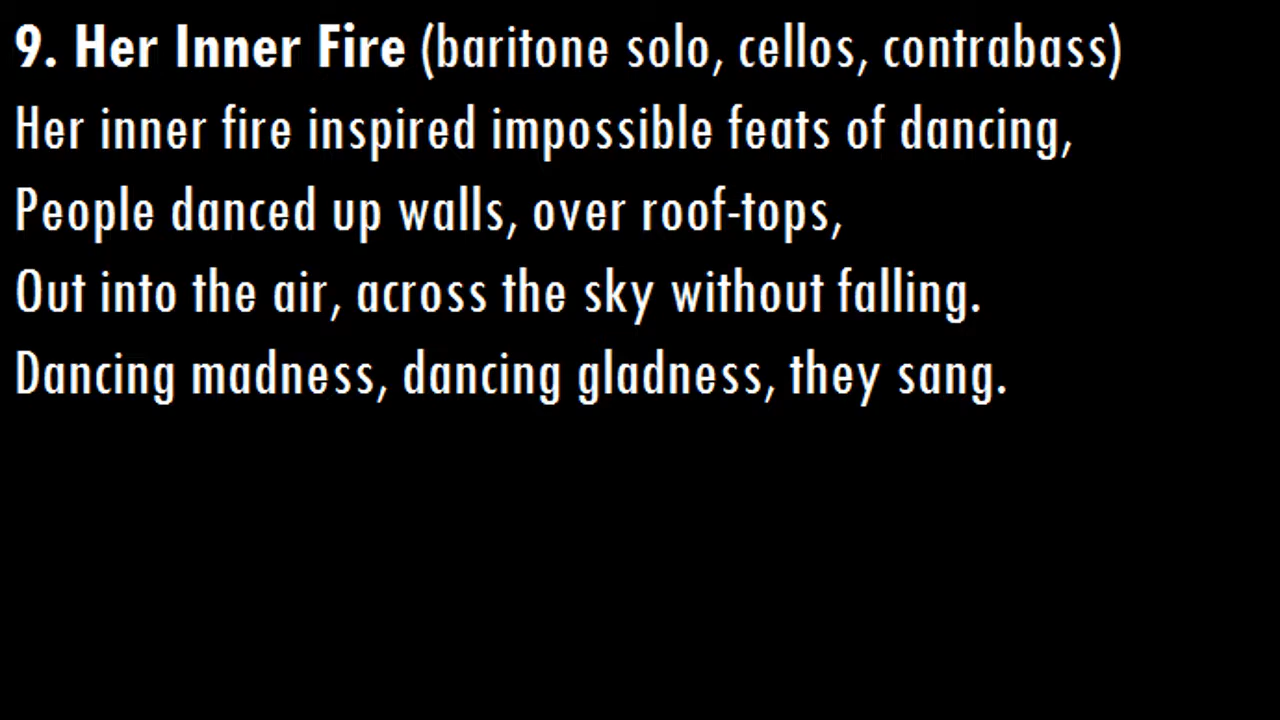 9. Her Inner Fire (baritone solo, cellos, contrabass)
Her inner fire inspired impossible feats of dancing,
People danced up walls, over roof-tops,
Out into the air, across the sky without falling.
Dancing madness, dancing gladness, they sang.